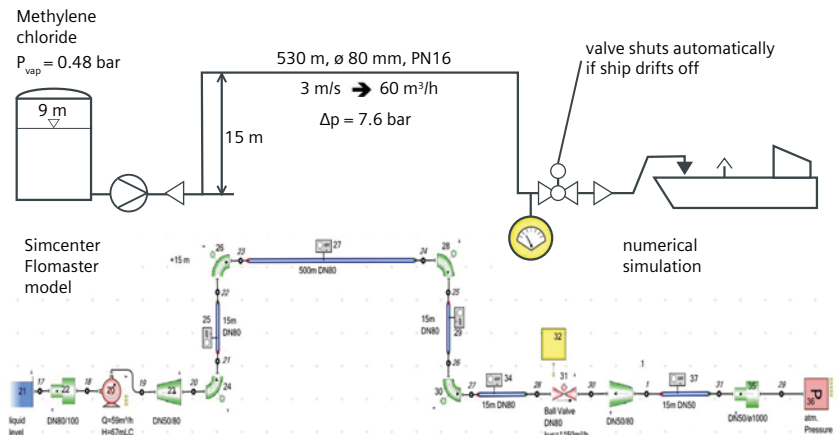 Methylene
chloride
Pvap = 0.48 bar
9 m
15 m
530 m, ø 80 mm, PN16
3 m/s ➔ 60 m³/h
Δp = 7.6 bar
valve shuts automatically
if ship drifts off
Simcenter
Flomaster
model
numerical
simulation
+15 m
26
23
27
500m DN80
24
28
22
25
15m
DN80
21
24
25
15m
DN80
29
26
30
21
liquid
level
17
22
DN80/100
18
20
Q=59m³/h
H=67mLC
19
23
DN50/80
20
27
34
15m DN80
28
32
31
Ball Valve
DN80
30
DN50/80
1
1
37
15m DN50
31
35
DN50/ø1000
29
P
36
atm.
Pressure